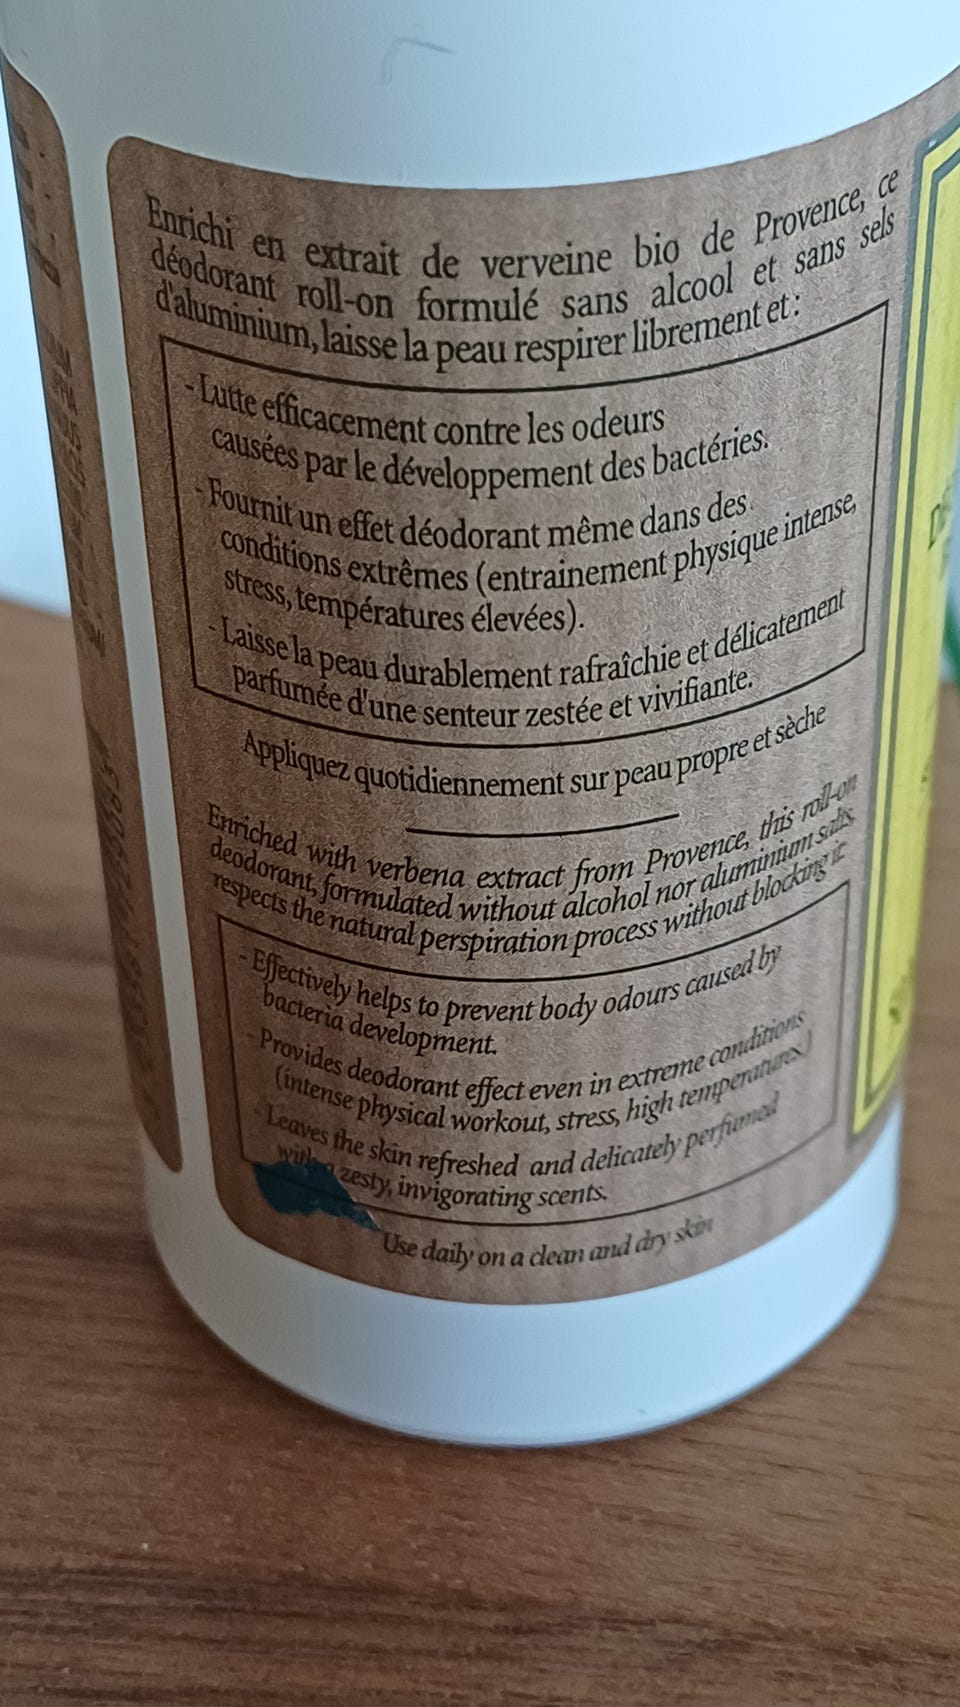 Enrichi en extrait de verveine bio de Provence, ce
déodorant roll-on formulé sans alcool et sans sels
d'aluminium, laisse la peau respirer librement et :
- Lutte efficacement contre les odeurs
causées par le développement des bactéries.
- Fournit un effet déodorant même dans des
conditions extrêmes (entrainement physique intense,
stress, températures élevées).
- Laisse la peau durablement rafraîchie et délicatement
parfumée d'une senteur zestée et vivifiante.
Appliquez quotidiennement sur peau propre et sèche
Enriched with verbena extract from Provence, this roll-on
deodorant, formulated without alcohol nor aluminium salts,
respects the natural perspiration process without blocking it:
- Effectively helps to prevent body odours caused by
bacteria development.
- Provides deodorant effect even in extreme conditions
(intense physical workout, stress, high temperatures)
- Leaves the skin refreshed and delicately perfumed
with a zesty, invigorating scents.
Use daily on a clean and dry skin